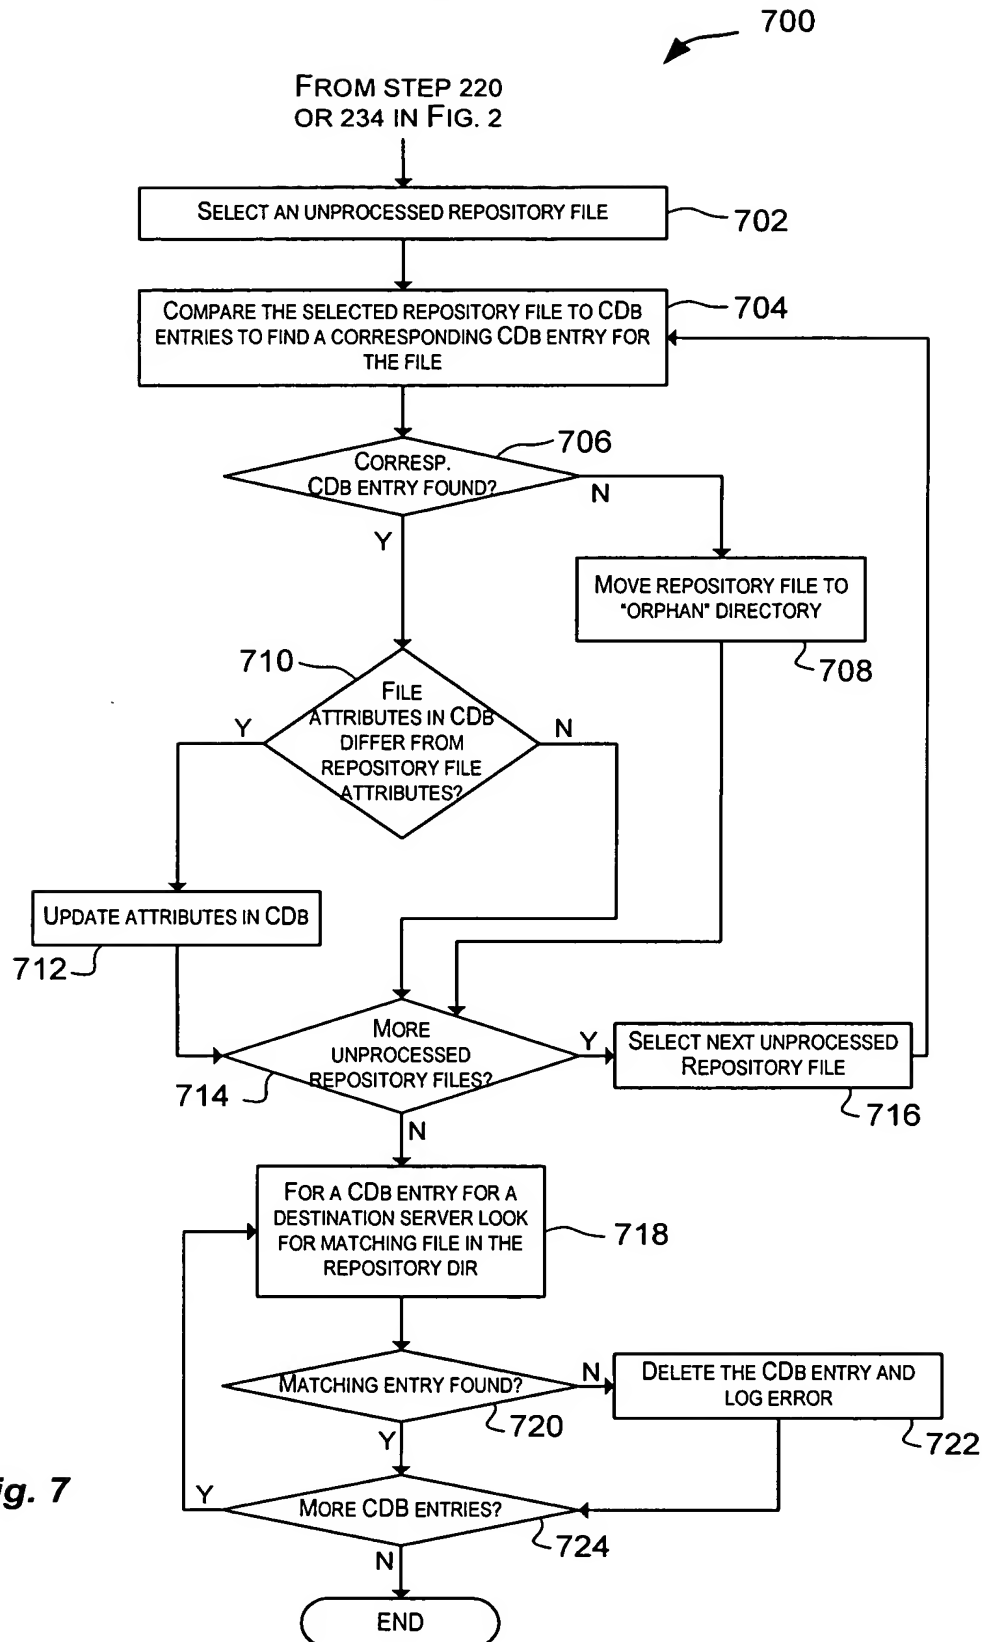 700
FROM STEP 220
OR 234 IN FIG. 2
SELECT AN UNPROCESSED REPOSITORY FILE
702
COMPARE THE SELECTED REPOSITORY FILE TO CDB
ENTRIES TO FIND A CORRESPONDING CDB ENTRY FOR
THE FILE
704
CORRESP.
CDB ENTRY FOUND?
706
N
Y
MOVE REPOSITORY FILE TO
"ORPHAN" DIRECTORY
708
710
FILE
ATTRIBUTES IN CDB
DIFFER FROM
REPOSITORY FILE
ATTRIBUTES?
Y
N
UPDATE ATTRIBUTES IN CDB
712
MORE
UNPROCESSED
REPOSITORY FILES?
714
Y
SELECT NEXT UNPROCESSED
REPOSITORY FILE
716
N
FOR A CDB ENTRY FOR A
DESTINATION SERVER LOOK
FOR MATCHING FILE IN THE
REPOSITORY DIR
718
MATCHING ENTRY FOUND?
720
N
DELETE THE CDB ENTRY AND
LOG ERROR
722
Y
ig. 7
MORE CDB ENTRIES?
724
Y
N
END